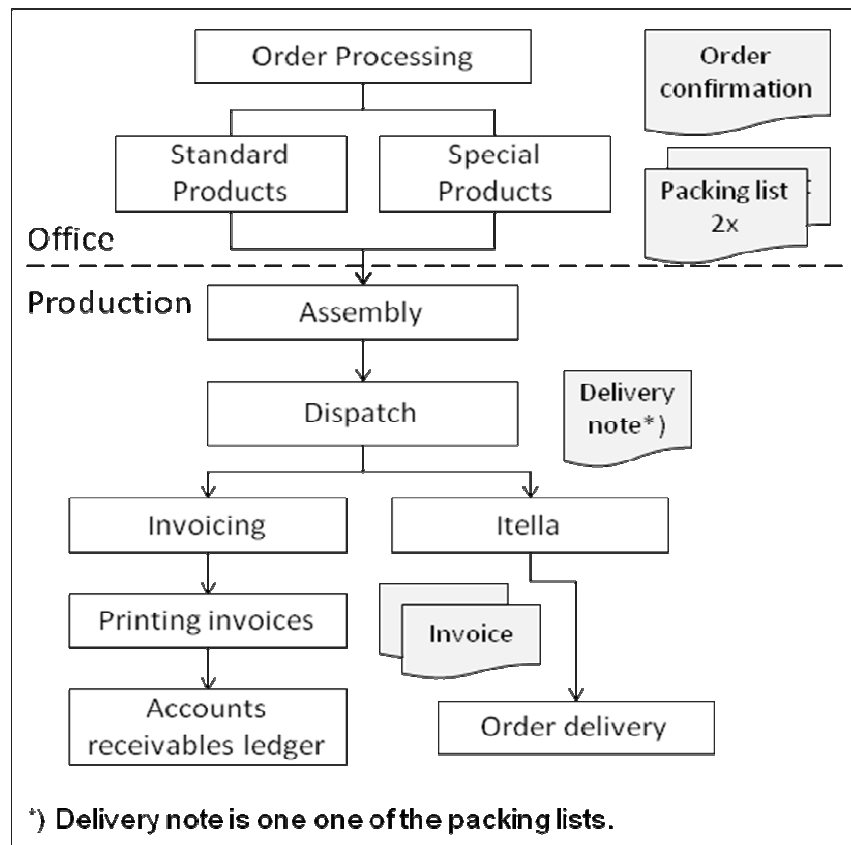 Order Processing
Order
confirmation
Standard
Products
Special
Products
Packing list
2x
Office
Production
Assembly
Dispatch
Delivery
note*)
Invoicing
Itella
Printing invoices
Invoice
Accounts
receivables ledger
Order delivery
*) Delivery note is one one of the packing lists.